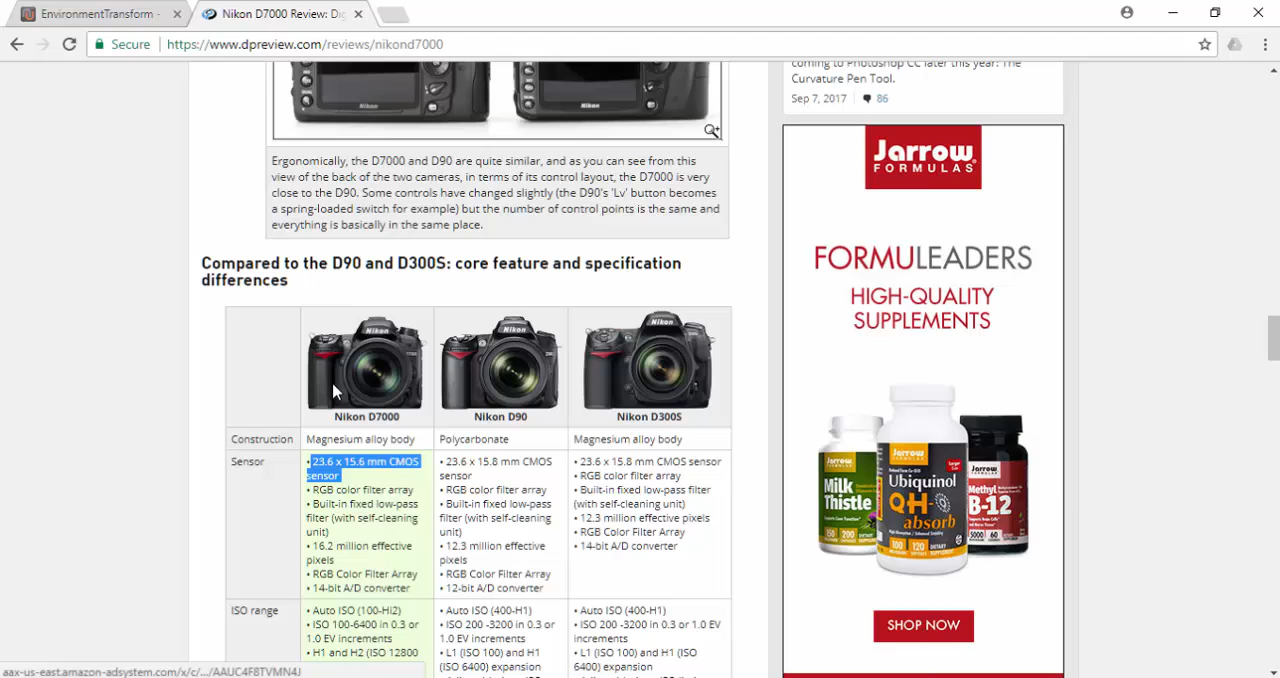 EnvironmentTransform -
Nikon D7000 Review: Dig
Secure
https://www.dpreview.com/reviews/nikond7000
Nikon
Nikon
Ergonomically, the D7000 and D90 are quite similar, and as you can see from this
view of the back of the two cameras, in terms of its control layout, the D7000 is very
close to the D90. Some controls have changed slightly (the D90's 'Lv' button becomes
a spring-loaded switch for example) but the number of control points is the same and
everything is basically in the same place.
Compared to the D90 and D300S: core feature and specification
differences
Nikon
Nikon
Nikon
Nikon D7000
Nikon D90
Nikon D300S
Construction
Magnesium alloy body
Polycarbonate
Magnesium alloy body
Sensor
• 23.6 x 15.6 mm CMOS
sensor
• RGB color filter array
• Built-in fixed low-pass
filter (with self-cleaning
unit)
• 16.2 million effective
pixels
• RGB Color Filter Array
• 14-bit A/D converter
• 23.6 x 15.8 mm CMOS
sensor
• RGB color filter array
• Built-in fixed low-pass
filter (with self-cleaning
unit)
• 12.3 million effective
pixels
• RGB Color Filter Array
• 12-bit A/D converter
• 23.6 x 15.8 mm CMOS sensor
• RGB color filter array
• Built-in fixed low-pass filter
(with self-cleaning unit)
• 12.3 million effective pixels
• RGB Color Filter Array
• 14-bit A/D converter
ISO range
• Auto ISO (100-Hi2)
• ISO 100-6400 in 0.3 or
1.0 EV increments
• H1 and H2 (ISO 12800
• Auto ISO (400-H1)
• ISO 200 -3200 in 0.3 or
1.0 EV increments
• L1 (ISO 100) and H1
(ISO 6400) expansion
• Auto ISO (400-H1)
• ISO 200 -3200 in 0.3 or 1.0 EV
increments
• L1 (ISO 100) and H1 (ISO
6400) expansion
coming to Photoshop CC later this year: The
Curvature Pen Tool.
Sep 7, 2017
86
Jarrow
FORMULAS
FORMULEADERS
HIGH-QUALITY
SUPPLEMENTS
Jarrow
FORMULAS
Milk
Thistle
150
200
Jarrow
FORMULAS
Ubiquinol
QH-
absorb
100
Jarrow
FORMULAS
Methyl
B-12
5000
60
SHOP NOW
aax-us-east.amazon-adsystem.com/x/c/.../AAUC4F8TVMN4J